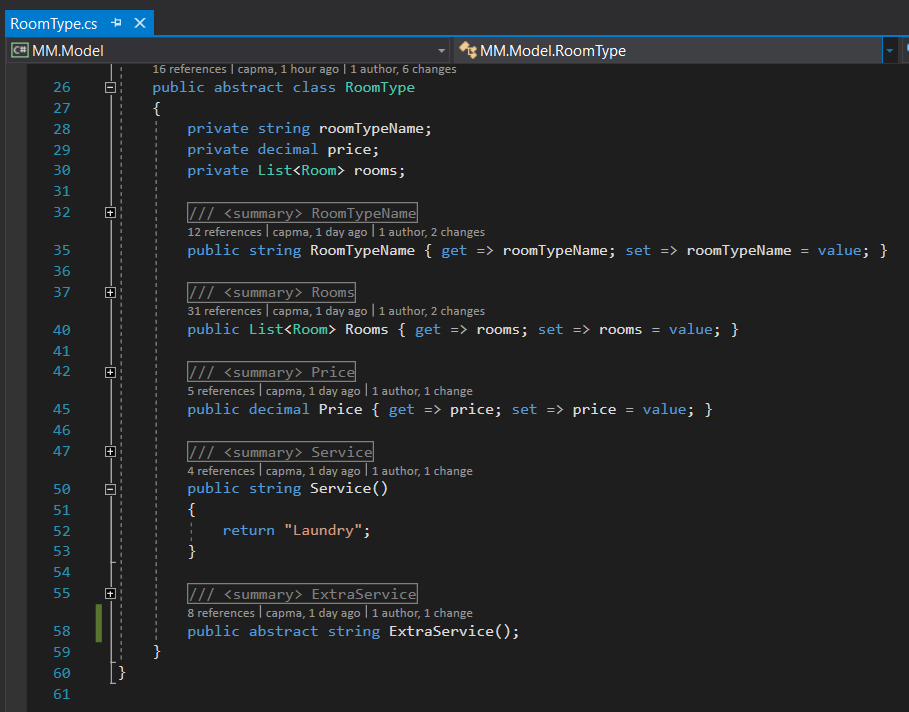 RoomType.cs
C# MM.Model MM.Model.RoomType
16 references | capma, 1 hour ago | 1 author, 6 changes
26 public abstract class RoomType
27 {
28 private string roomTypeName;
29 private decimal price;
30 private List<Room> rooms;
31
32 /// <summary> RoomTypeName
12 references | capma, 1 day ago | 1 author, 2 changes
35 public string RoomTypeName { get => roomTypeName; set => roomTypeName = value; }
36
37 /// <summary> Rooms
31 references | capma, 1 day ago | 1 author, 2 changes
40 public List<Room> Rooms { get => rooms; set => rooms = value; }
41
42 /// <summary> Price
5 references | capma, 1 day ago | 1 author, 1 change
45 public decimal Price { get => price; set => price = value; }
46
47 /// <summary> Service
4 references | capma, 1 day ago | 1 author, 1 change
50 public string Service()
51 {
52 return "Laundry";
53 }
54
55 /// <summary> ExtraService
8 references | capma, 1 day ago | 1 author, 1 change
58 public abstract string ExtraService();
59 }
60 }
61